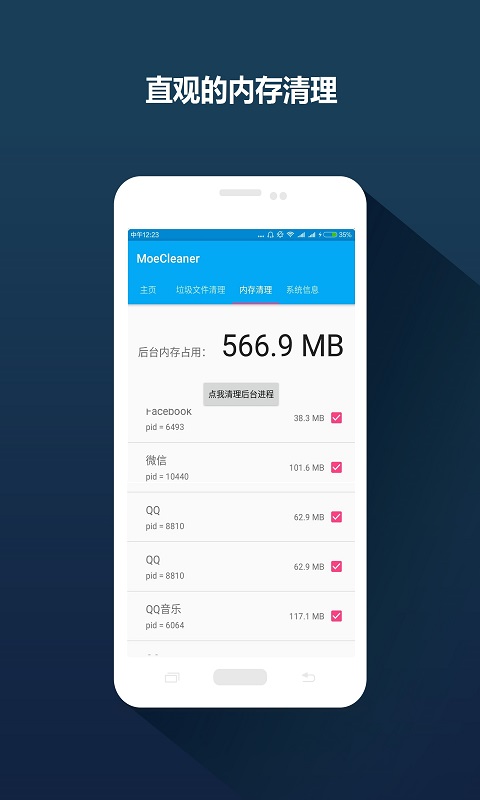 直观的内存清理
中午12:23
... 35%
MoeCleaner
主页 垃圾文件清理 内存清理 系统信息
后台内存占用： 566.9 MB
点我清理后台进程
Facebook
38.3 MB
pid = 6493
微信
101.6 MB
pid = 10440
QQ
62.9 MB
pid = 8810
QQ
62.9 MB
pid = 8810
QQ音乐
117.1 MB
pid = 6064